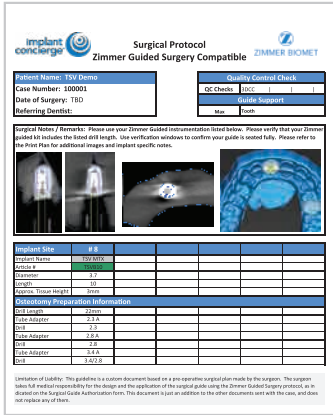 implant concierge™
Surgical Protocol
Zimmer Guided Surgery Compatible
ZIMMER BIOMET
Patient Name: TSV Demo
Case Number: 100001
Date of Surgery: TBD
Referring Dentist:
Quality Control Check
QC Checks 3DCC | | |
Guide Support
Max Tooth
Surgical Notes / Remarks: Please use your Zimmer Guided instrumentation listed below. Please verify that your Zimmer
guided kit includes the listed drill length. Use verification windows to confirm your guide is seated fully. Please refer to
the Print Plan for additional images and implant specific notes.
Implant Site # 8
Implant Name TSV MTX
Article # TSVB10
Diameter 3.7
Length 10
Approx. Tissue Height 3mm
Osteotomy Preparation Information
Drill Length 22mm
Tube Adapter 2.3 A
Drill 2.3
Tube Adapter 2.8 A
Drill 2.8
Tube Adapter 3.4 A
Drill 3.4/2.8
Limitation of Liability: This guideline is a custom document based on a pre-operative surgical plan made by the surgeon. The surgeon
takes full medical responsibility for the design and the application of the surgical guide using the Zimmer Guided Surgery protocol, as in-
dicated on the Surgical Guide Authorization form. This document is just an addition to the other documents sent with the case, and does
not replace any of them.